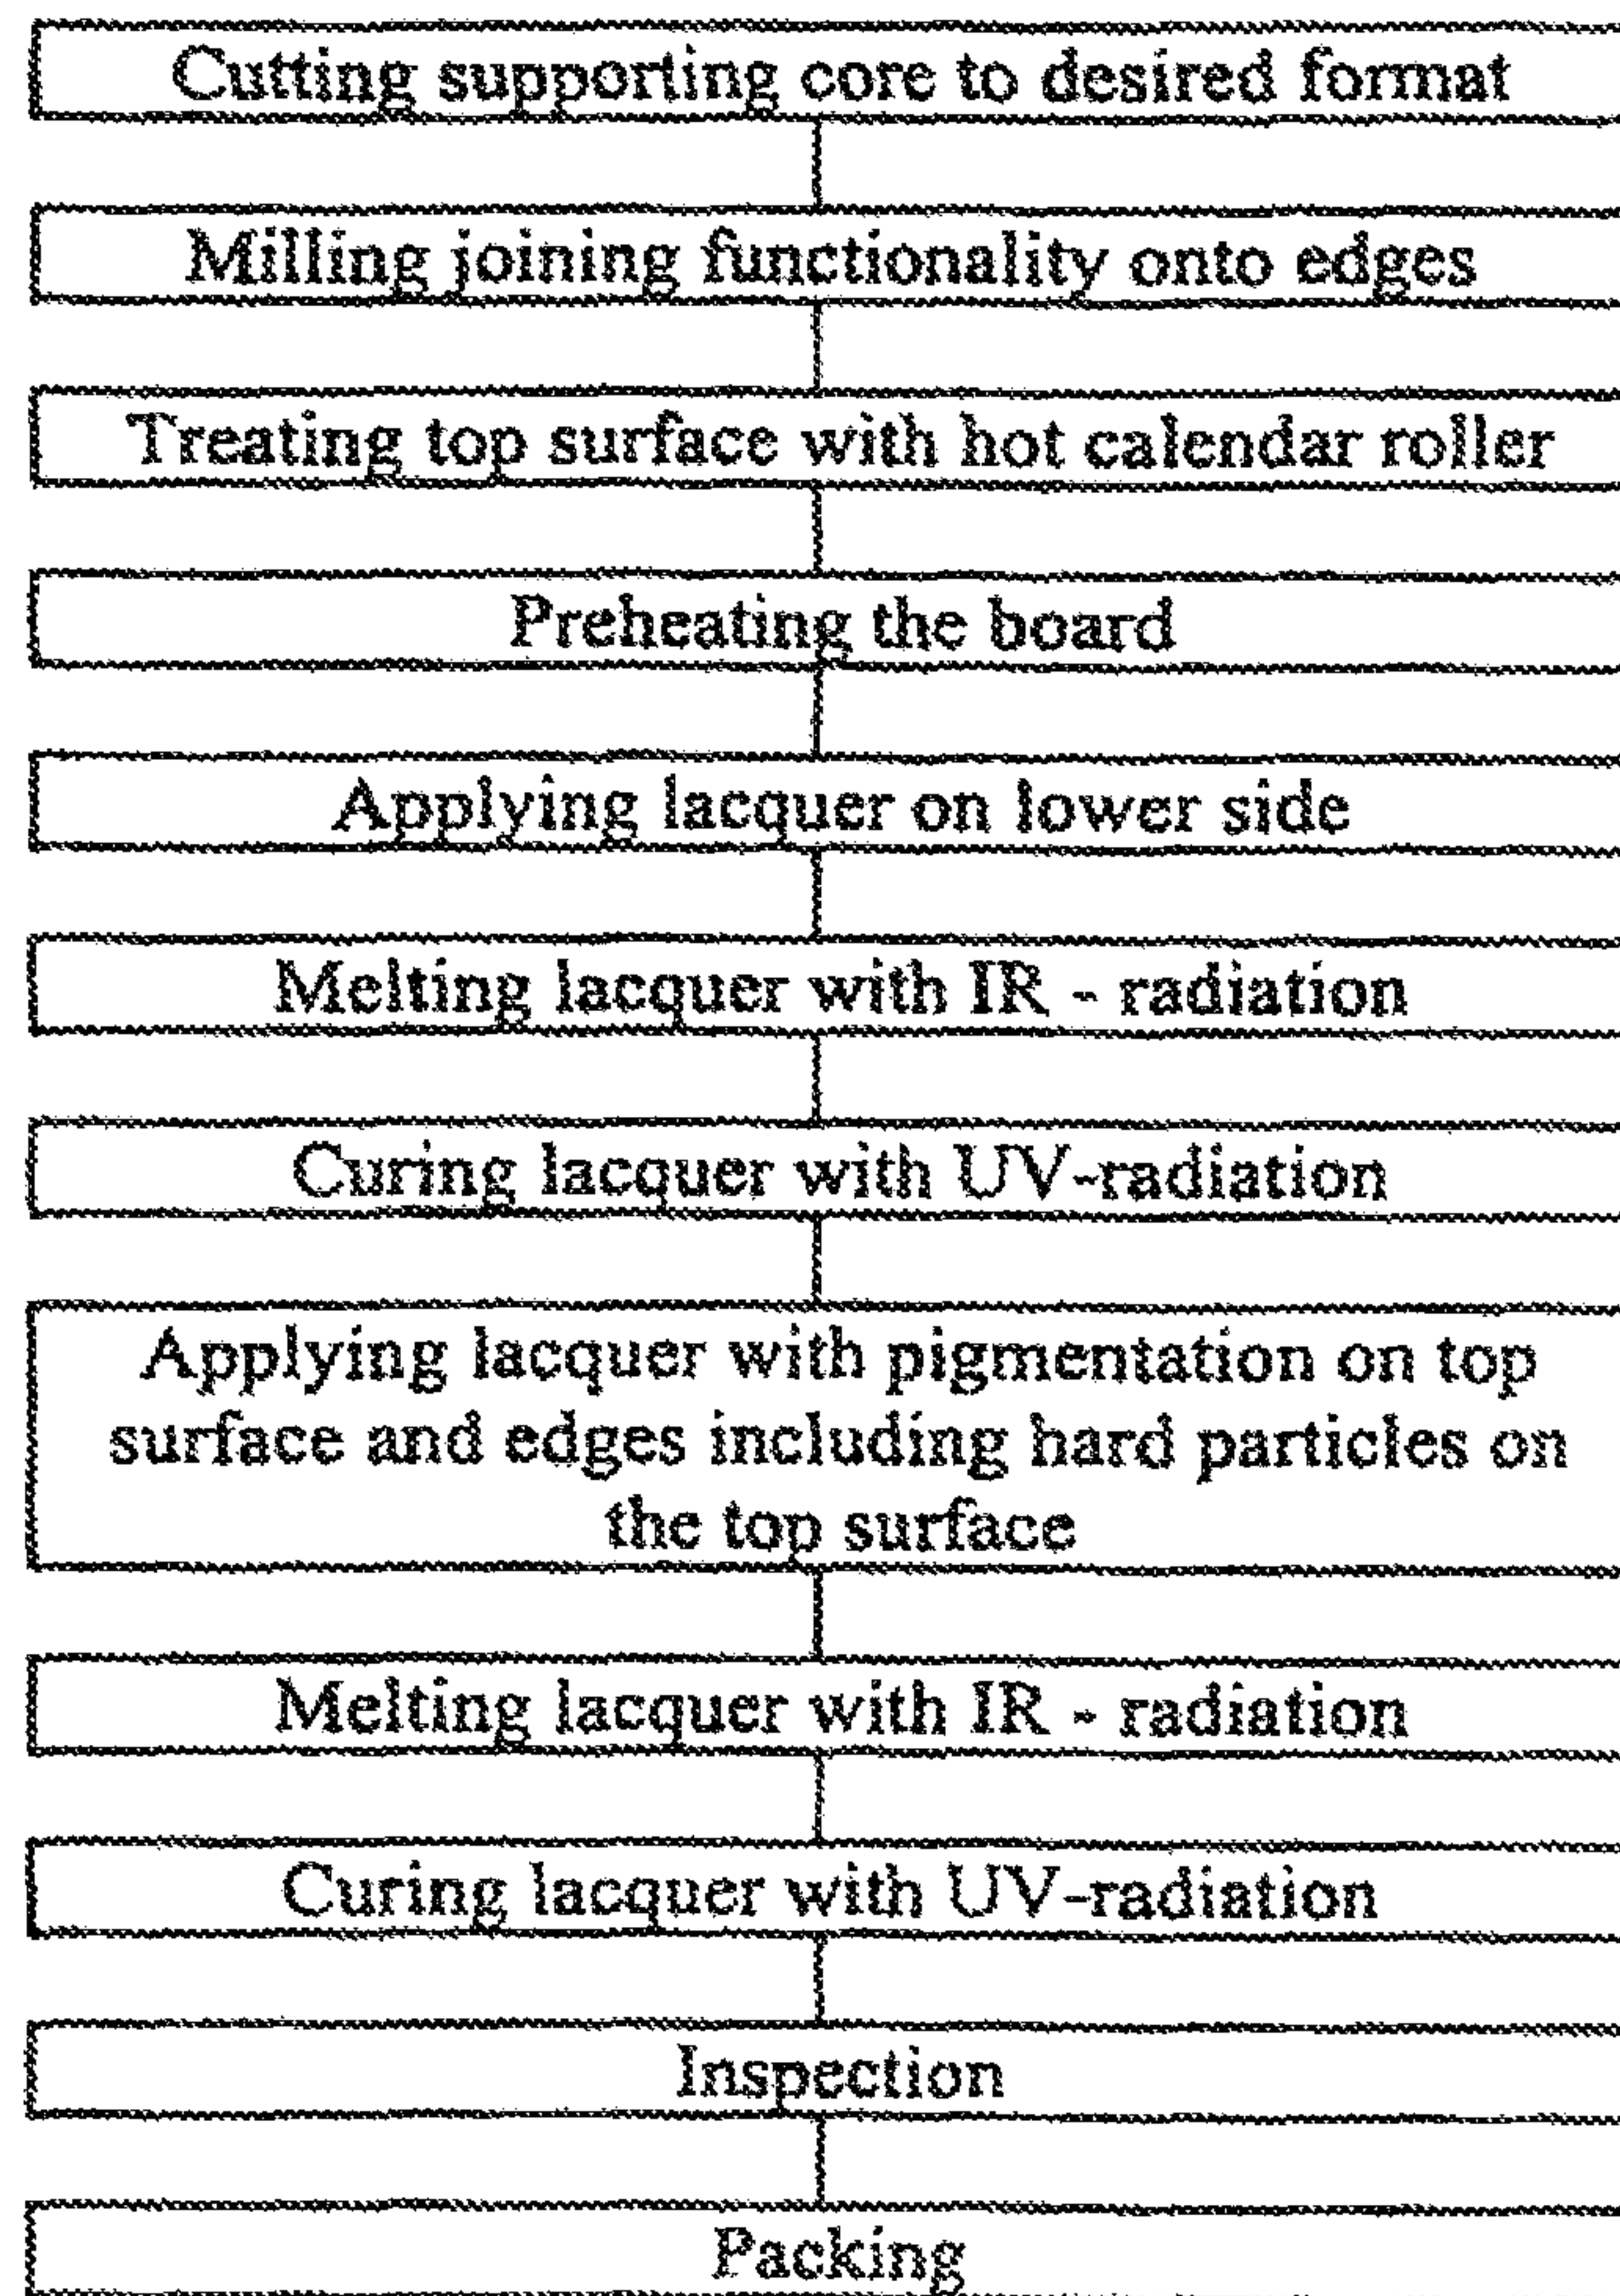 Cutting supporting core to desired format
Milling joining functionality onto edges
Treating top surface with hot calendar roller
Preheating the board
Applying lacquer on lower side
Melting lacquer with IR - radiation
Curing lacquer with UV-radiation
Applying lacquer with pigmentation on top
surface and edges including hard particles on
the top surface
Melting lacquer with IR - radiation
Curing lacquer with UV-radiation
Inspection
Packing